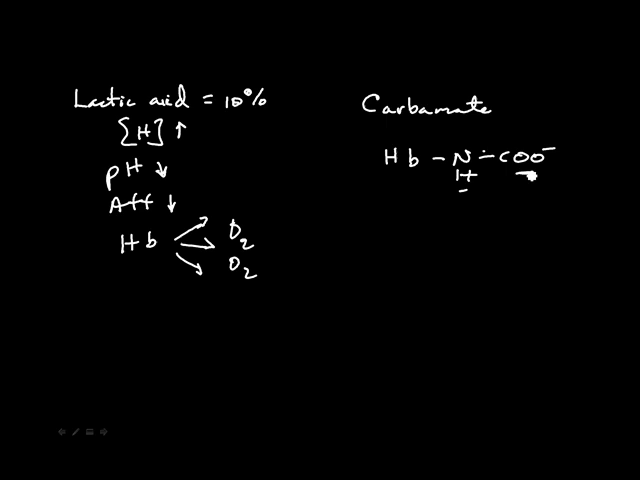 Lactic acid = 10%
[H] ↑
pH ↓
Aff ↓
Hb → O2
O2
Carbamate
Hb - N - COO⁻
H